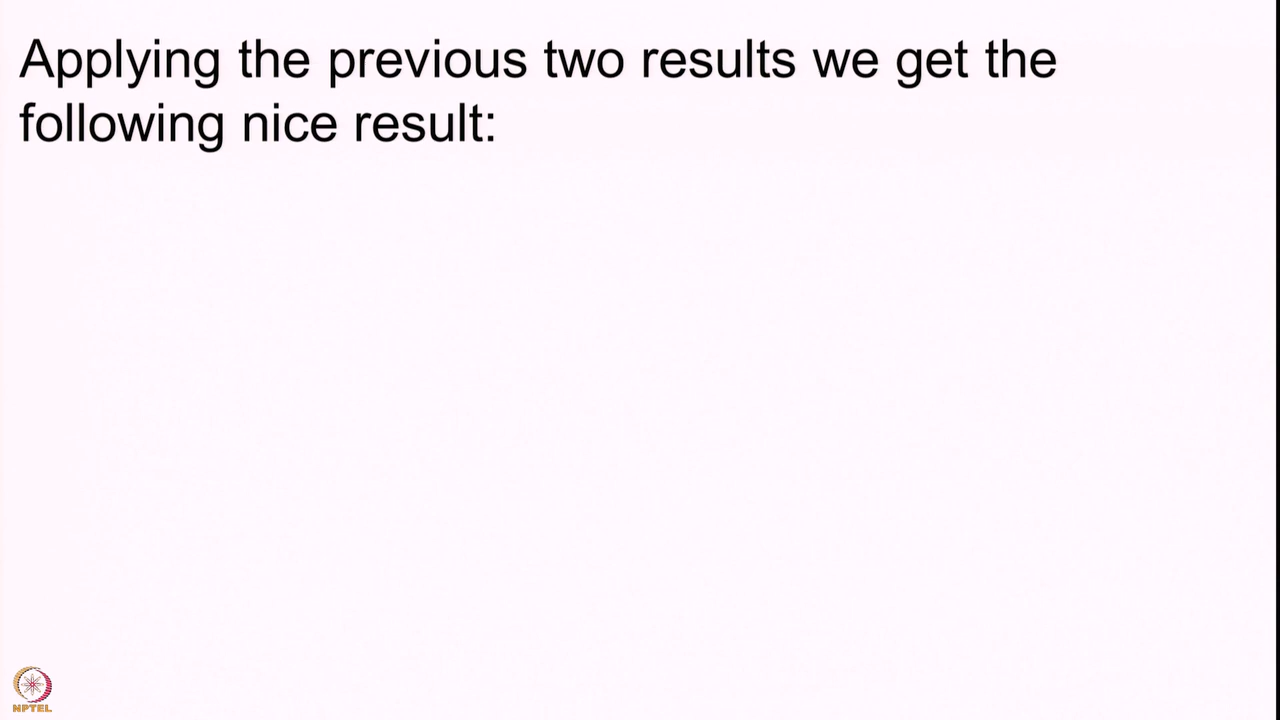 Applying the previous two results we get the
following nice result:
NPTEL